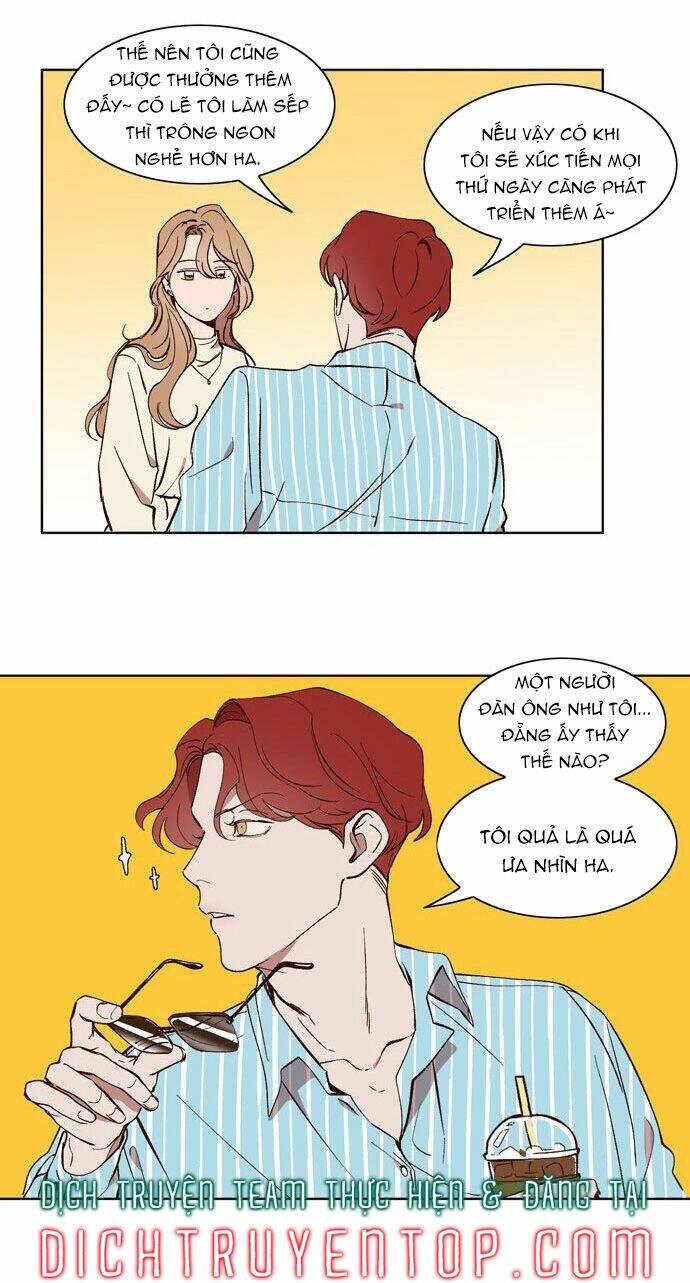 THẾ NÊN TÔI CŨNG
ĐƯỢC THƯỞNG THÊM
ĐẤY~ CÓ LẼ TÔI LÀM SẾP
THÌ TRÔNG NGON
NGHẺ HƠN HA.
NẾU VẬY CÓ KHI
TÔI SẼ XÚC TIẾN MỌI
THỨ NGÀY CÀNG PHÁT
TRIỂN THÊM Á~
MỘT NGƯỜI
ĐÀN ÔNG NHƯ TÔI...
ĐẰNG ẤY THẤY
THẾ NÀO?
TÔI QUẢ LÀ QUÁ
ƯA NHÌN HA.
DỊCH TRUYỆN TEAM THỰC HIỆN & ĐĂNG TẠI
DICHTRUYENTOP.COM